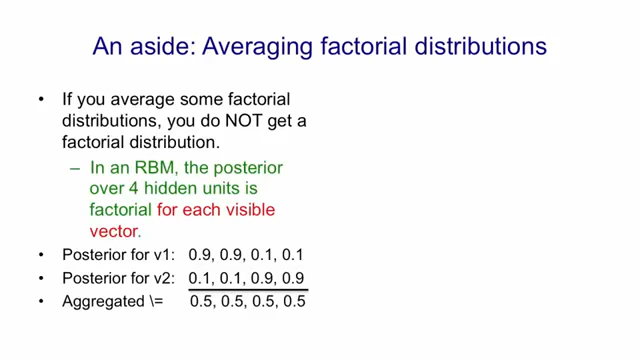 An aside: Averaging factorial distributions
• If you average some factorial
distributions, you do NOT get a
factorial distribution.
– In an RBM, the posterior
over 4 hidden units is
factorial for each visible
vector.
• Posterior for v1: 0.9, 0.9, 0.1, 0.1
• Posterior for v2: 0.1, 0.1, 0.9, 0.9
• Aggregated \= 0.5, 0.5, 0.5, 0.5